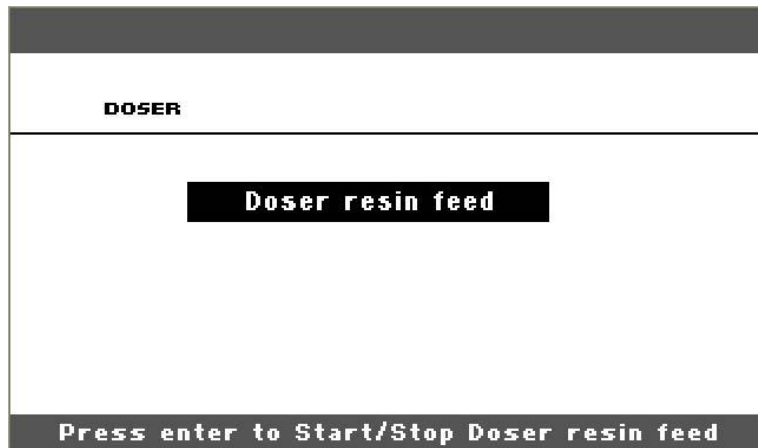 DOSER
Doser resin feed
Press enter to Start/Stop Doser resin feed